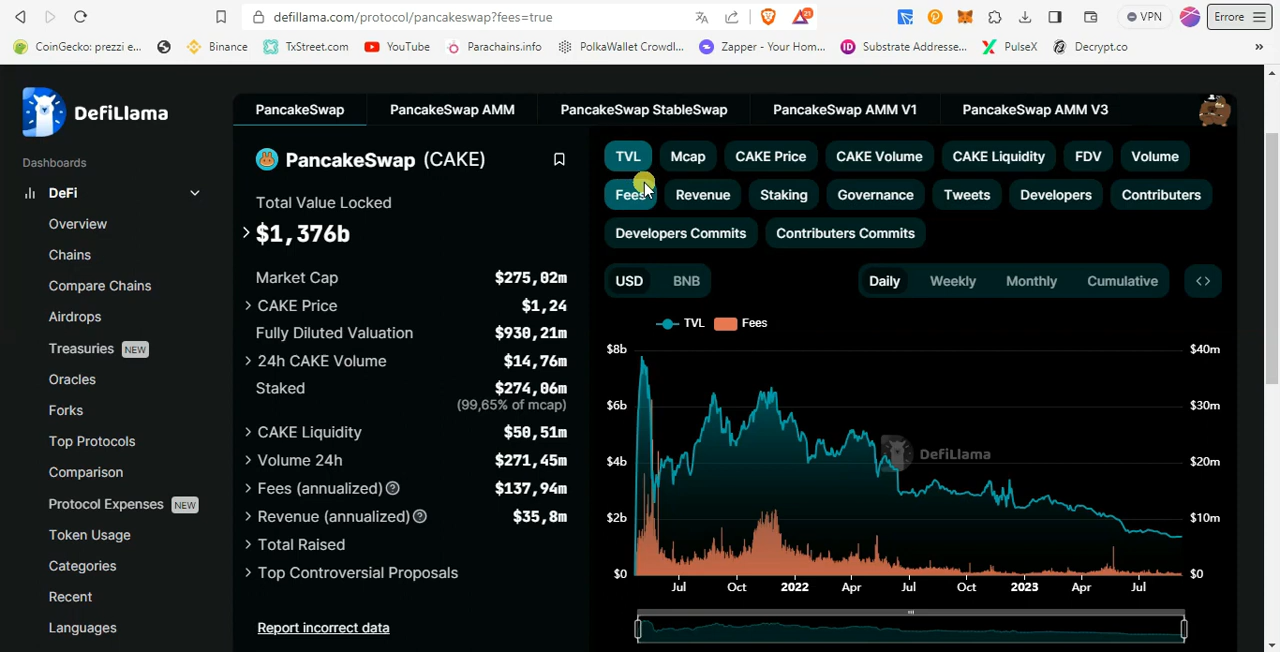 defillama.com/protocol/pancakeswap?fees=true
21
VPN
Errore
CoinGecko: prezzi e...
Binance
TxStreet.com
YouTube
Parachains.info
PolkaWallet Crowdl...
Zapper - Your Hom...
Substrate Addresse...
PulseX
Decrypt.co
»
DefiLlama
Dashboards
DeFi
Overview
Chains
Compare Chains
Airdrops
Treasuries NEW
Oracles
Forks
Top Protocols
Comparison
Protocol Expenses NEW
Token Usage
Categories
Recent
Languages
PancakeSwap
PancakeSwap AMM
PancakeSwap StableSwap
PancakeSwap AMM V1
PancakeSwap AMM V3
PancakeSwap (CAKE)
Total Value Locked
$1,376b
Market Cap $275,02m
CAKE Price $1,24
Fully Diluted Valuation $930,21m
24h CAKE Volume $14,76m
Staked $274,06m
(99,65% of mcap)
CAKE Liquidity $50,51m
Volume 24h $271,45m
Fees (annualized) $137,94m
Revenue (annualized) $35,8m
Total Raised
Top Controversial Proposals
Report incorrect data
TVL Mcap CAKE Price CAKE Volume CAKE Liquidity FDV Volume
Fees Revenue Staking Governance Tweets Developers Contributers
Developers Commits Contributers Commits
USD BNB Daily Weekly Monthly Cumulative
TVL Fees
$8b $40m
$6b $30m
$4b $20m
$2b $10m
$0 $0
DefiLlama
Jul Oct 2022 Apr Jul Oct 2023 Apr Jul